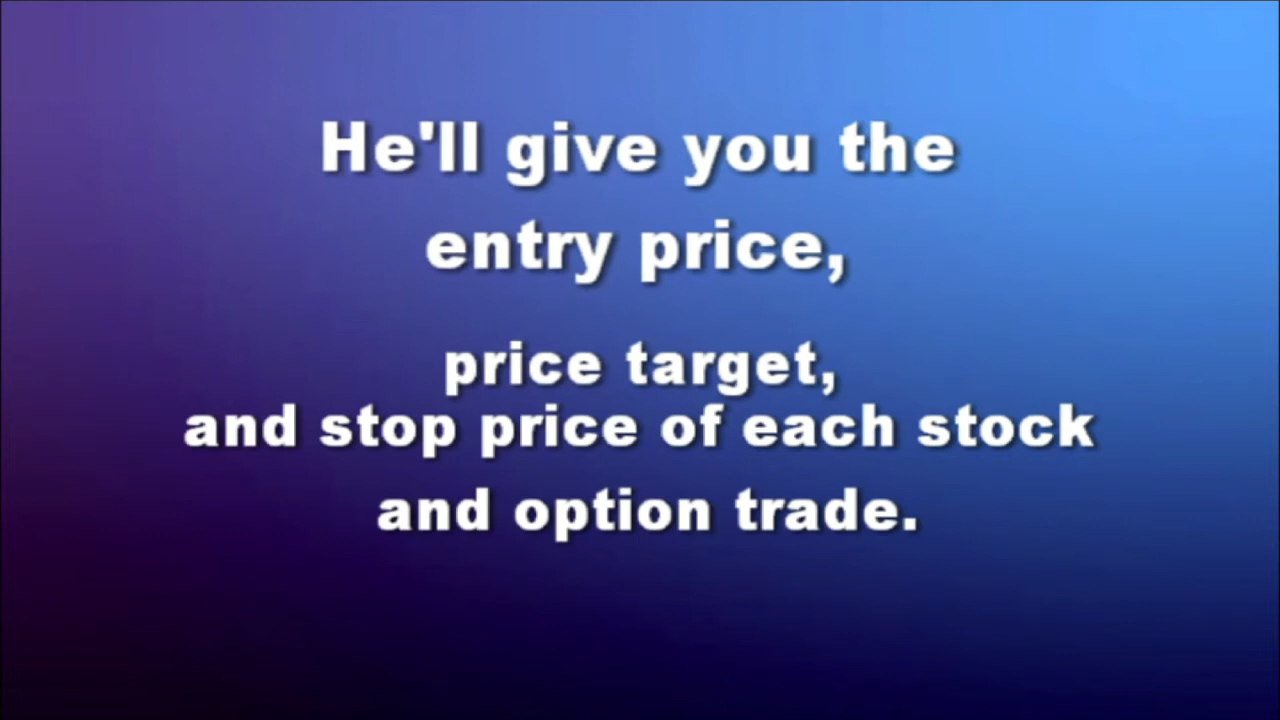 He'll give you the
entry price,
price target,
and stop price of each stock
and option trade.